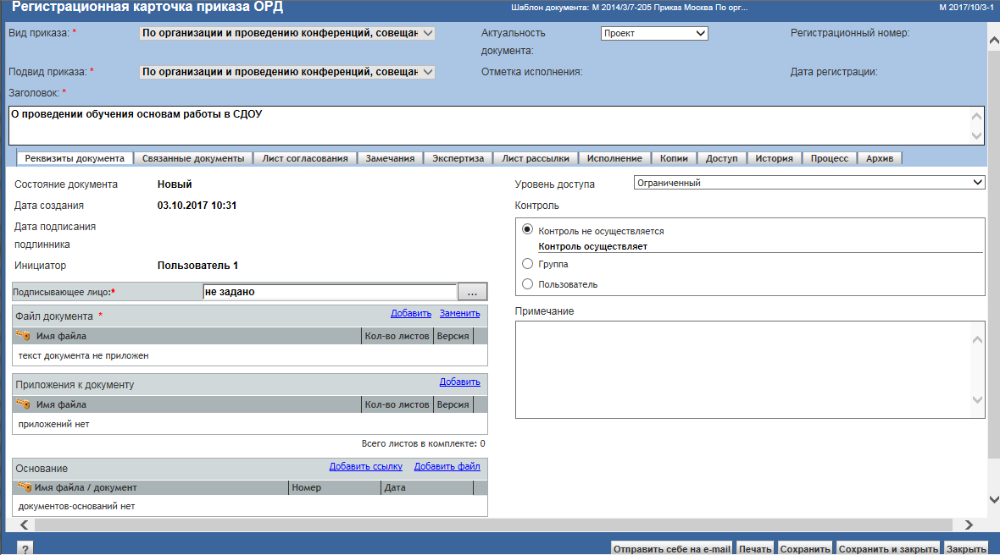 Регистрационная карточка приказа ОРД
Шаблон документа: М 2014/3/7-205 Приказ Москва По орг...
М 2017/10/3-1
Вид приказа: *
По организации и проведению конференций, совещан
Актуальность документа:
Проект
Регистрационный номер:
Подвид приказа: *
По организации и проведению конференций, совещан
Отметка исполнения:
Дата регистрации:
Заголовок: *
О проведении обучения основам работы в СДОУ
Реквизиты документа Связанные документы Лист согласования Замечания Экспертиза Лист рассылки Исполнение Копии Доступ История Процесс Архив
Состояние документа Новый
Дата создания 03.10.2017 10:31
Дата подписания
подлинника
Инициатор Пользователь 1
Подписывающее лицо:* не задано ...
Файл документа * Добавить Заменить
Имя файла Кол-во листов Версия
текст документа не приложен
Приложения к документу Добавить
Имя файла Кол-во листов Версия
приложений нет
Всего листов в комплекте: 0
Основание Добавить ссылку Добавить файл
Имя файла / документ Номер Дата
документов-оснований нет
Уровень доступа Ограниченный
Контроль
Контроль не осуществляется
Контроль осуществляет
Группа
Пользователь
Примечание
? Отправить себе на e-mail Печать Сохранить Сохранить и закрыть Закрыть